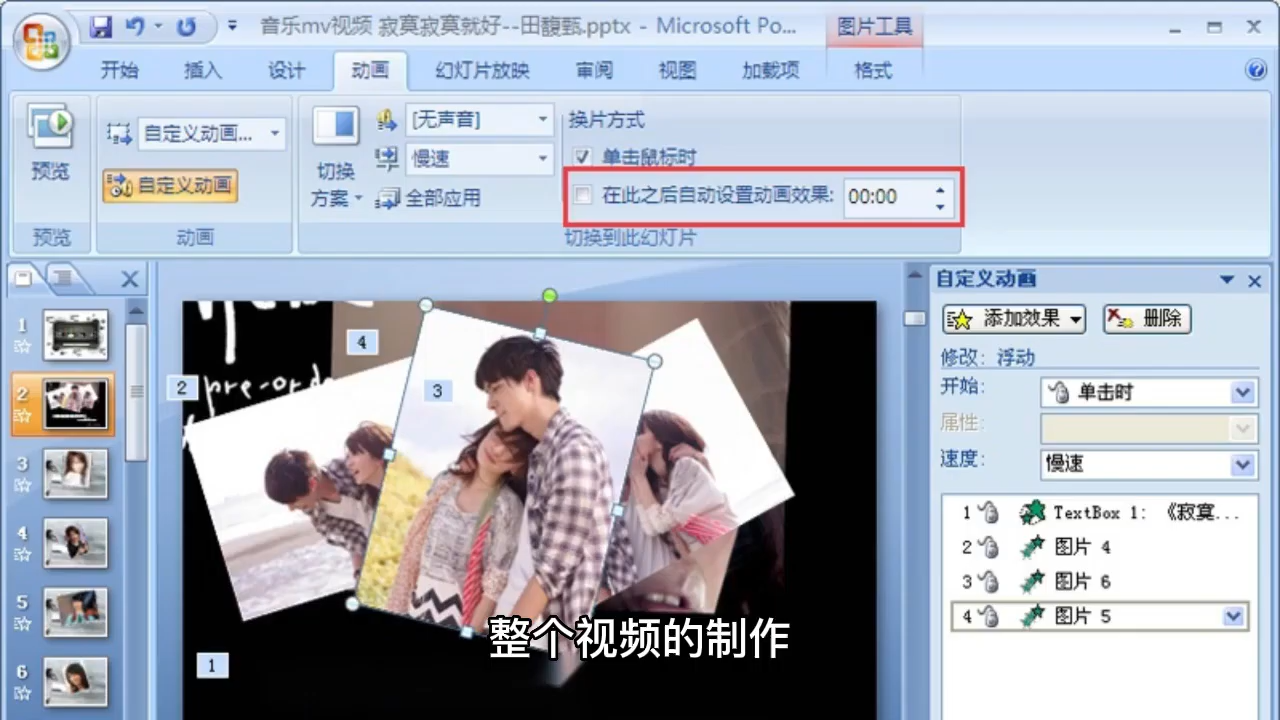 音乐mv视频 寂寞寂寞就好--田馥甄.pptx - Microsoft Po...
图片工具
开始 插入 设计 动画 幻灯片放映 审阅 视图 加载项 格式
预览
预览
自定义动画...
自定义动画
动画
切换
方案
[无声音]
慢速
全部应用
换片方式
单击鼠标时
在此之后自动设置动画效果: 00:00
切换到此幻灯片
1
2
3
4
5
6
4
2
pre-orde
3
1
整个视频的制作
自定义动画
添加效果
删除
修改: 浮动
开始: 单击时
属性:
速度: 慢速
1 TextBox 1: 《寂寞...
2 图片 4
3 图片 6
4 图片 5